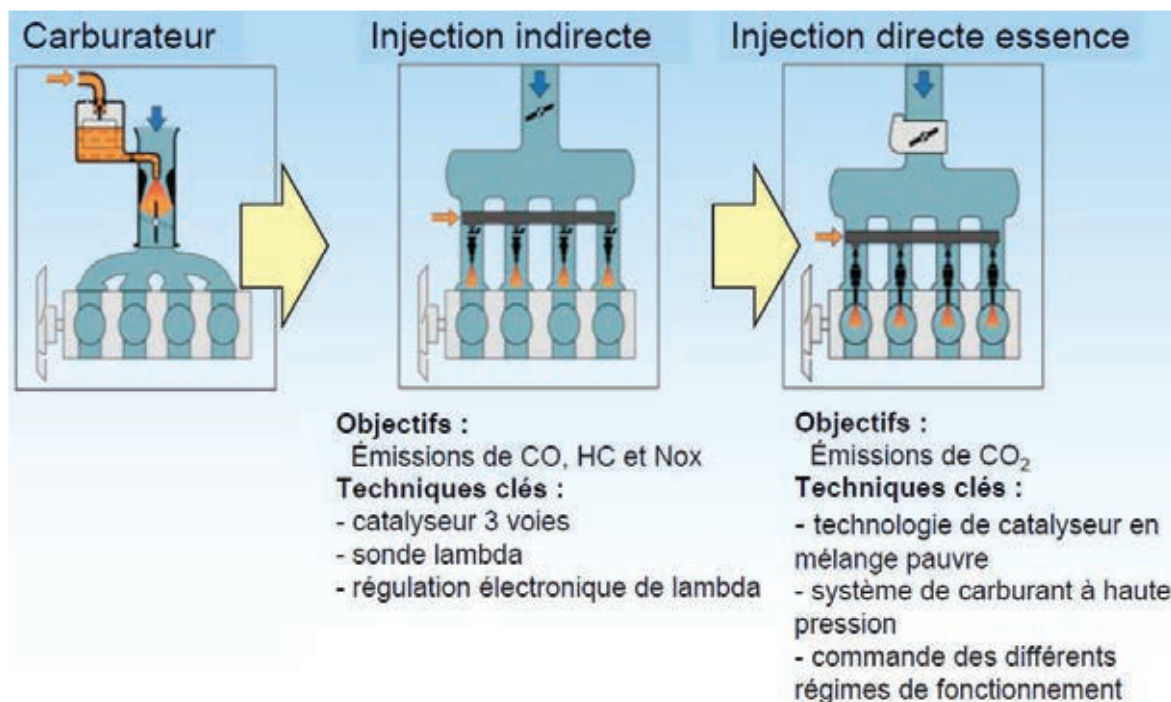 Carburateur
Injection indirecte
Injection directe essence
Objectifs :
Émissions de CO, HC et Nox
Techniques clés :
- catalyseur 3 voies
- sonde lambda
- régulation électronique de lambda
Objectifs :
Émissions de CO₂
Techniques clés :
- technologie de catalyseur en
mélange pauvre
- système de carburant à haute
pression
- commande des différents
régimes de fonctionnement